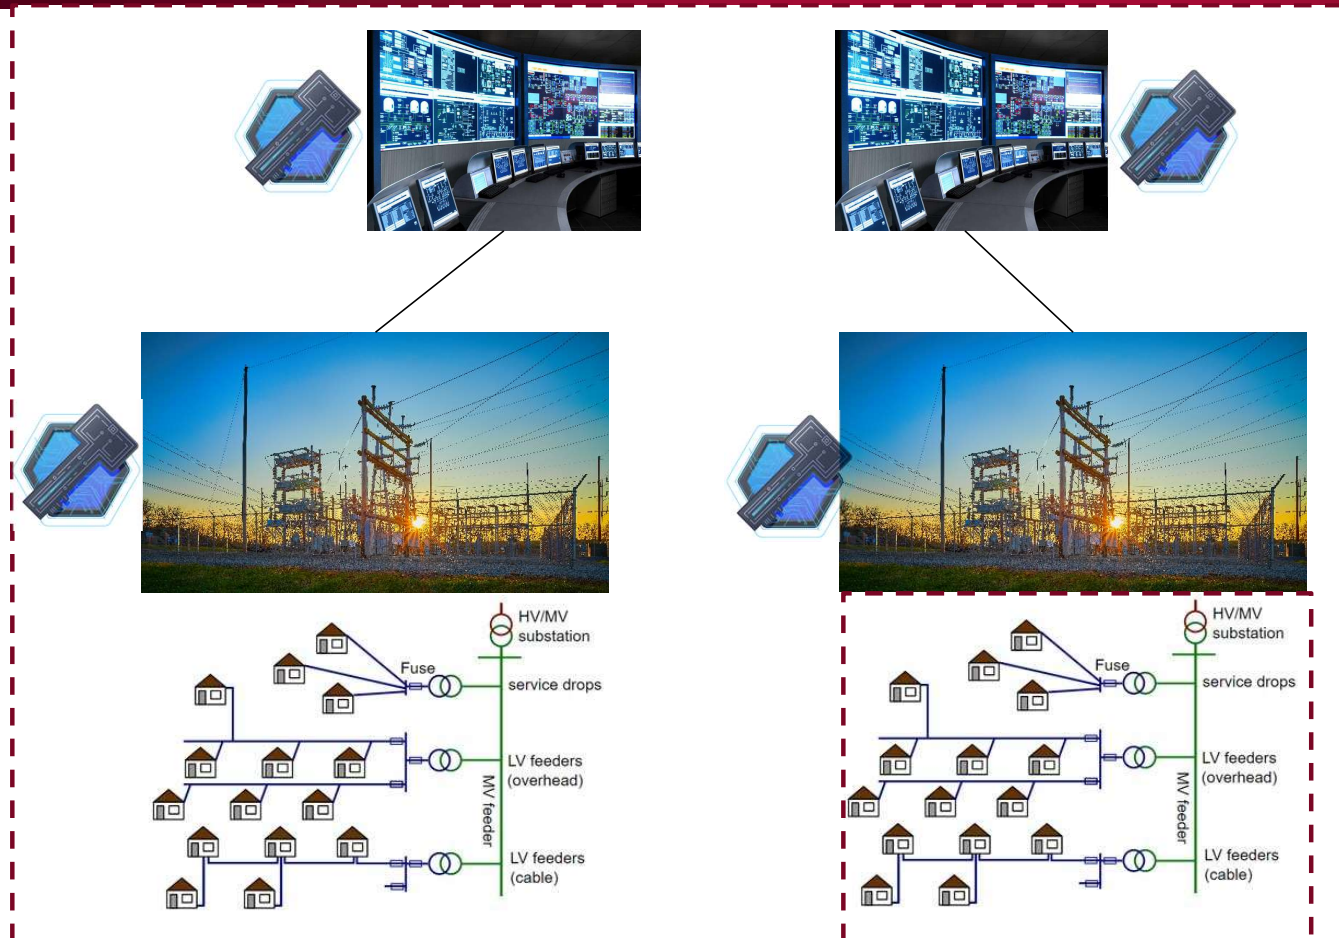 HV/MV
substation
Fuse
service drops
LV feeders
(overhead)
MV feeder
LV feeders
(cable)
HV/MV
substation
Fuse
service drops
LV feeders
(overhead)
MV feeder
LV feeders
(cable)